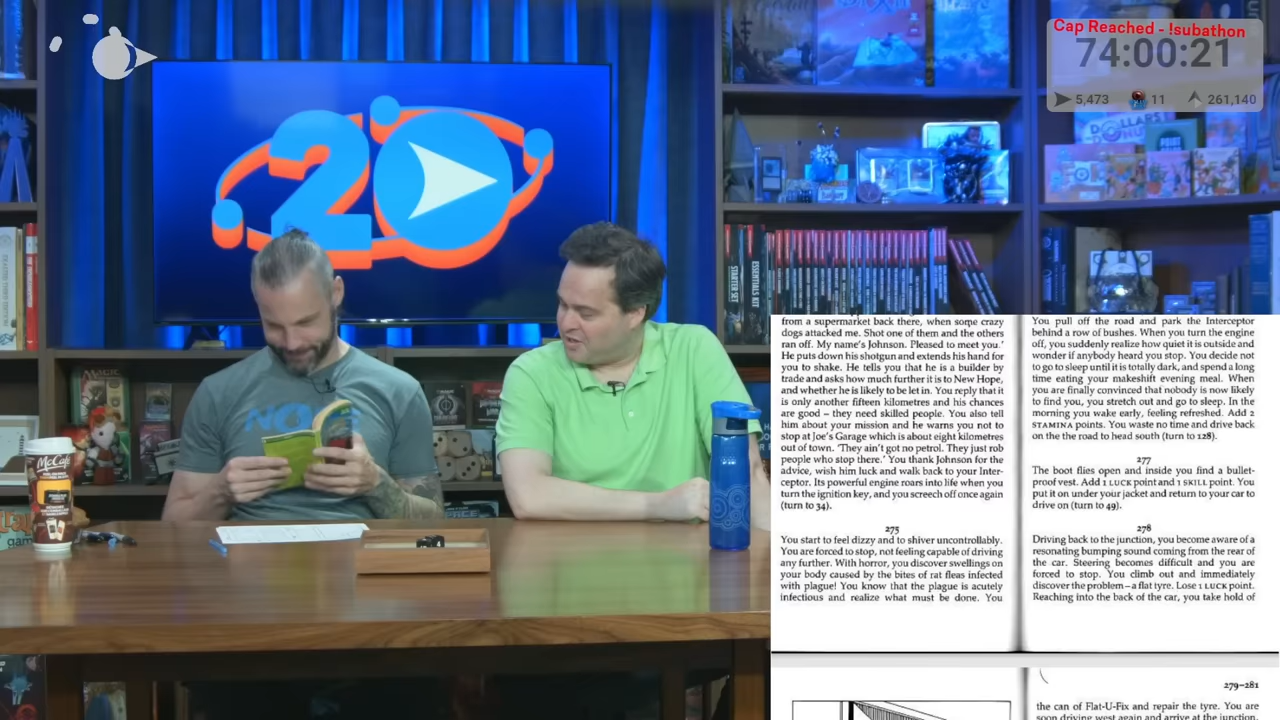 Cap Reached - !subathon
74:00:21
5,473
11
261,140
20
DOLLARS
STARTER SET
ESSENTIALS KIT
McCafé
from a supermarket back there, when some crazy
dogs attacked me. Shot one of them and the others
ran off. My name's Johnson. Pleased to meet you.'
He puts down his shotgun and extends his hand for
you to shake. He tells you that he is a builder by
trade and asks how much further it is to New Hope,
and whether he is likely to be let in. You reply that it
is only another fifteen kilometres and his chances
are good – they need skilled people. You also tell
him about your mission and he warns you not to
stop at Joe's Garage which is about eight kilometres
out of town. 'They ain't got no petrol. They just rob
people who stop there.' You thank Johnson for the
advice, wish him luck and walk back to your Inter-
ceptor. Its powerful engine roars into life when you
turn the ignition key, and you screech off once again
(turn to 34).
275
You start to feel dizzy and to shiver uncontrollably.
You are forced to stop, not feeling capable of driving
any further. With horror, you discover swellings on
your body caused by the bites of rat fleas infected
with plague! You know that the plague is acutely
infectious and realize what must be done. You
You pull off the road and park the Interceptor
behind a row of bushes. When you turn the engine
off, you suddenly realize how quiet it is outside and
wonder if anybody heard you stop. You decide not
to go to sleep until it is totally dark, and spend a long
time eating your makeshift evening meal. When
you are finally convinced that nobody is now likely
to find you, you stretch out and go to sleep. In the
morning you wake early, feeling refreshed. Add 2
STAMINA points. You waste no time and drive back
on the the road to head south (turn to 128).
277
The boot flies open and inside you find a bullet-
proof vest. Add 1 LUCK point and 1 SKILL point. You
put it on under your jacket and return to your car to
drive on (turn to 49).
278
Driving back to the junction, you become aware of a
resonating bumping sound coming from the rear of
the car. Steering becomes difficult and you are
forced to stop. You climb out and immediately
discover the problem – a flat tyre. Lose 1 LUCK point.
Reaching into the back of the car, you take hold of
279–281
the can of Flat-U-Fix and repair the tyre. You are
soon driving west again and arrive at the junction.